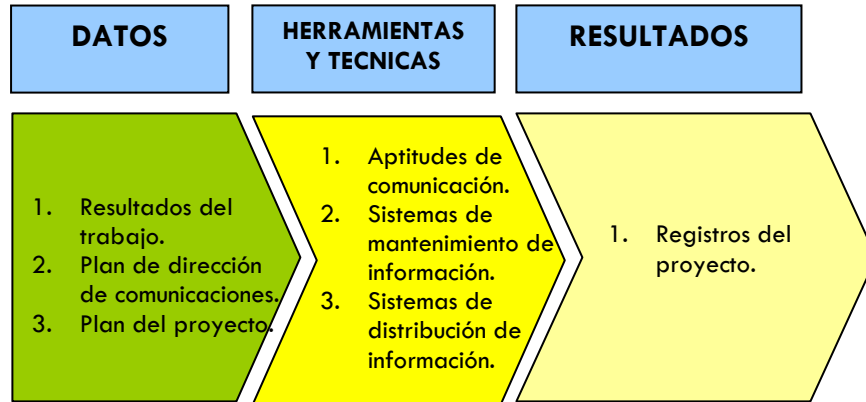 DATOS
HERRAMIENTAS
Y TECNICAS
RESULTADOS
1. Resultados del
trabajo.
2. Plan de dirección
de comunicaciones.
3. Plan del proyecto.
1. Aptitudes de
comunicación.
2. Sistemas de
mantenimiento de
información.
3. Sistemas de
distribución de
información.
1. Registros del
proyecto.